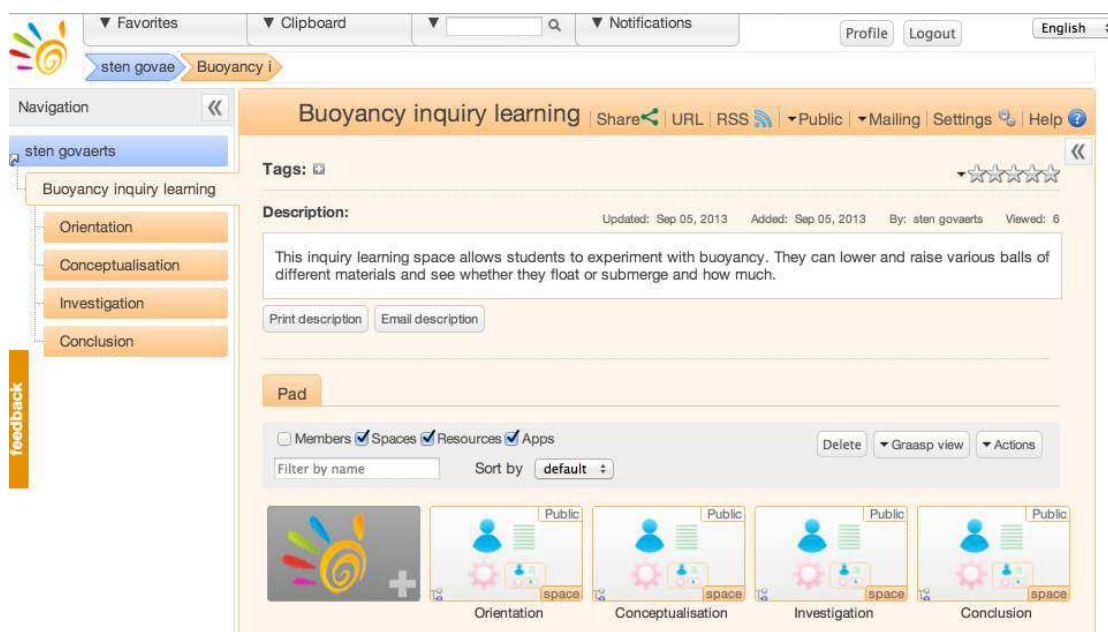 ▼ Favorites ▼ Clipboard ▼ ▼ Notifications Profile Logout English
sten govae Buoyancy i
Navigation
sten govaerts
Buoyancy inquiry learning
Orientation
Conceptualisation
Investigation
Conclusion
feedback
Buoyancy inquiry learning | Share | URL | RSS | ▾Public | ▾Mailing | Settings | Help
Tags:
Description: Updated: Sep 05, 2013 Added: Sep 05, 2013 By: sten govaerts Viewed: 6
This inquiry learning space allows students to experiment with buoyancy. They can lower and raise various balls of
different materials and see whether they float or submerge and how much.
Print description Email description
Pad
Members Spaces Resources Apps
Filter by name Sort by default
Delete ▾ Graasp view ▾ Actions
Public Public Public Public
space space space space
Orientation Conceptualisation Investigation Conclusion